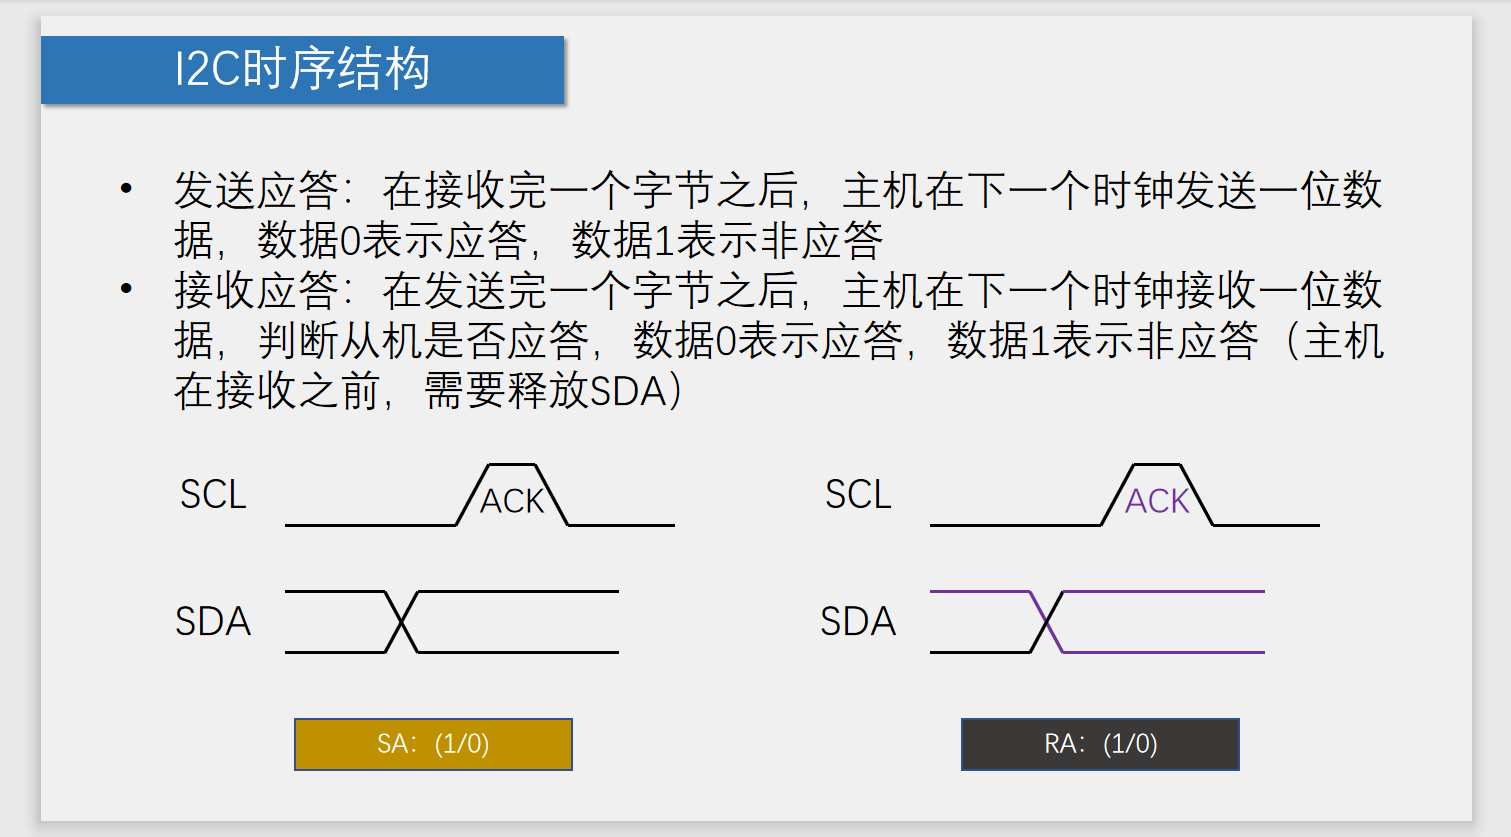 I2C时序结构
• 发送应答：在接收完一个字节之后，主机在下一个时钟发送一位数
据，数据0表示应答，数据1表示非应答
• 接收应答：在发送完一个字节之后，主机在下一个时钟接收一位数
据，判断从机是否应答，数据0表示应答，数据1表示非应答（主机
在接收之前，需要释放SDA）
SCL
ACK
SCL
ACK
SDA
SDA
SA：(1/0)
RA：(1/0)